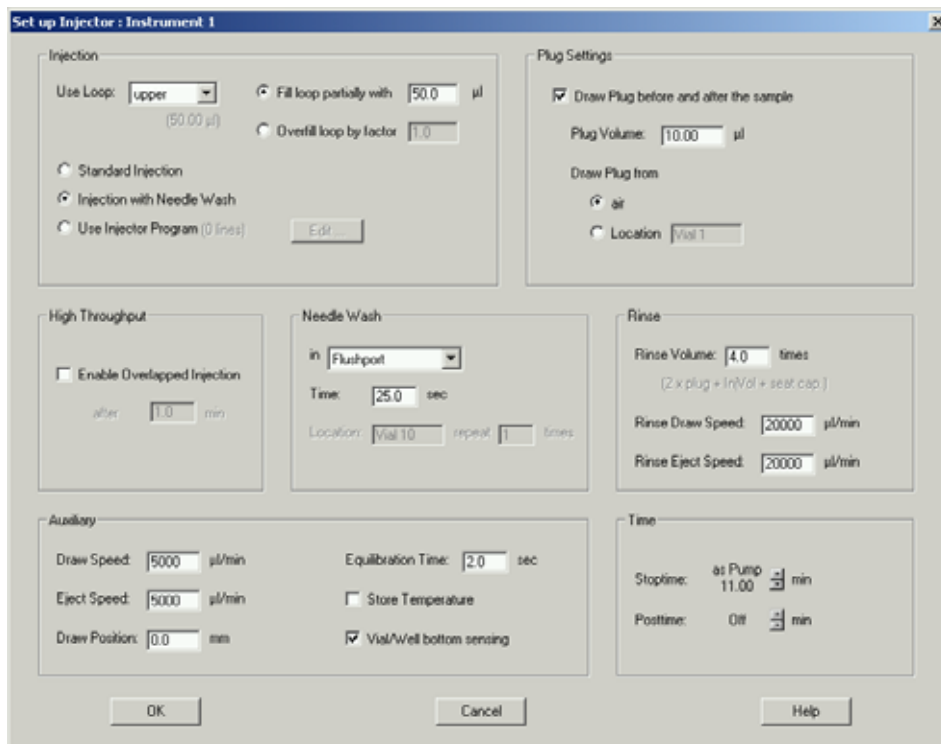 Set up Injector : Instrument 1
Injection
Use Loop: upper
(50.00 µl)
Fill loop partially with 50.0 µl
Overfill loop by factor 1.0
Standard Injection
Injection with Needle Wash
Use Injector Program (0 lines) Edit ...
Plug Settings
Draw Plug before and after the sample
Plug Volume: 10.00 µl
Draw Plug from
air
Location Vial 1
High Throughput
Enable Overlapped Injection
after 1.0 min
Needle Wash
in Flushport
Time: 25.0 sec
Location: Vial 10 repeat 1 times
Rinse
Rinse Volume: 4.0 times
(2 x plug + InjVol + seat cap.)
Rinse Draw Speed: 20000 µl/min
Rinse Eject Speed: 20000 µl/min
Auxiliary
Draw Speed: 5000 µl/min
Eject Speed: 5000 µl/min
Draw Position: 0.0 mm
Equilibration Time: 2.0 sec
Store Temperature
Vial/Well bottom sensing
Time
Stoptime: as Pump 11.00 min
Posttime: Off min
OK
Cancel
Help